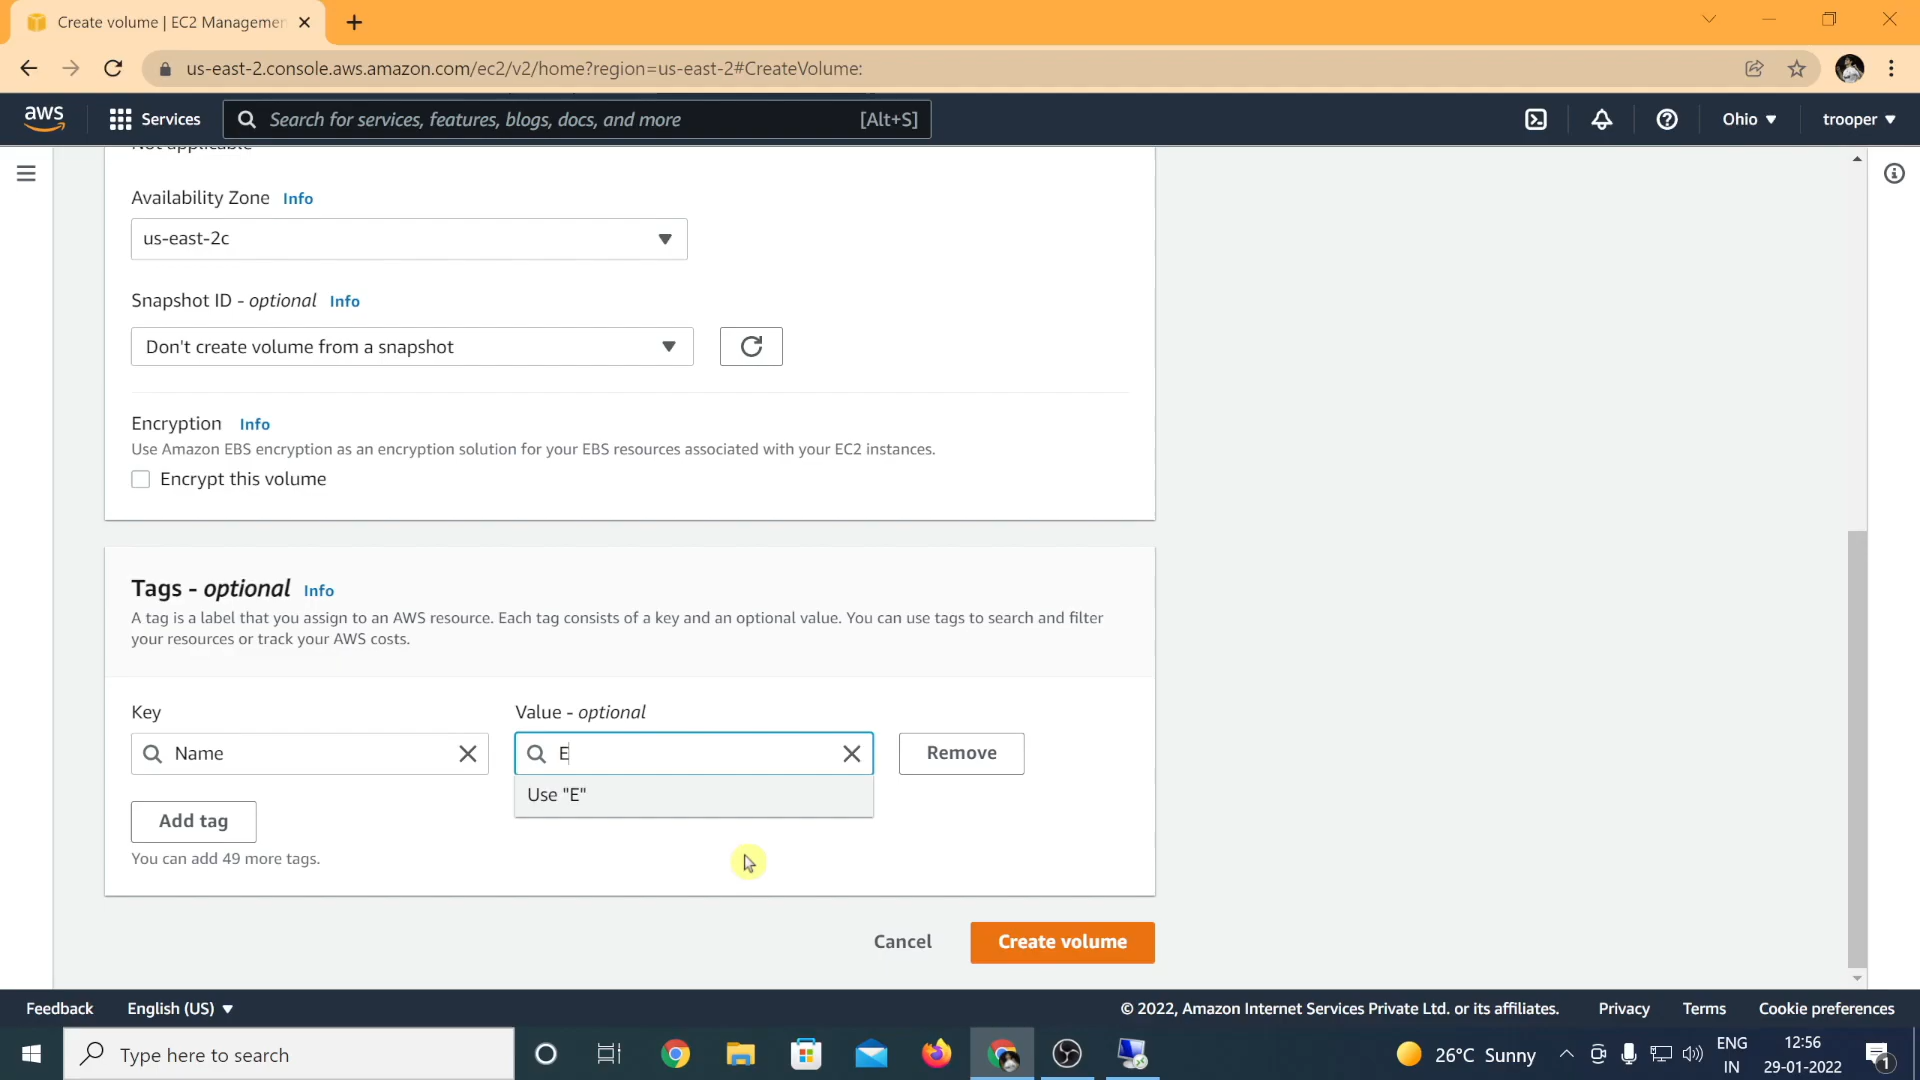 Create volume | EC2 Managemen
us-east-2.console.aws.amazon.com/ec2/v2/home?region=us-east-2#CreateVolume:
aws
Services
Search for services, features, blogs, docs, and more
[Alt+S]
Ohio
trooper
Not applicable
Availability Zone Info
us-east-2c
Snapshot ID - optional Info
Don't create volume from a snapshot
Encryption Info
Use Amazon EBS encryption as an encryption solution for your EBS resources associated with your EC2 instances.
Encrypt this volume
Tags - optional Info
A tag is a label that you assign to an AWS resource. Each tag consists of a key and an optional value. You can use tags to search and filter
your resources or track your AWS costs.
Key
Value - optional
Name
E
Remove
Use "E"
Add tag
You can add 49 more tags.
Cancel
Create volume
Feedback
English (US)
© 2022, Amazon Internet Services Private Ltd. or its affiliates.
Privacy
Terms
Cookie preferences
Type here to search
26°C Sunny
ENG
IN
12:56
29-01-2022
1